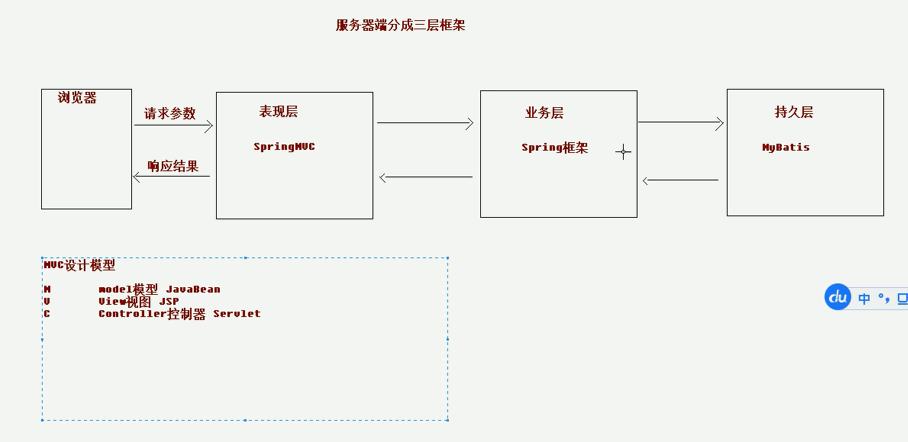 服务器端分成三层框架
浏览器
请求参数
响应结果
表现层
SpringMVC
业务层
Spring框架
持久层
MyBatis
MVC设计模型
M model模型 JavaBean
V View视图 JSP
C Controller控制器 Servlet
du 中 °,